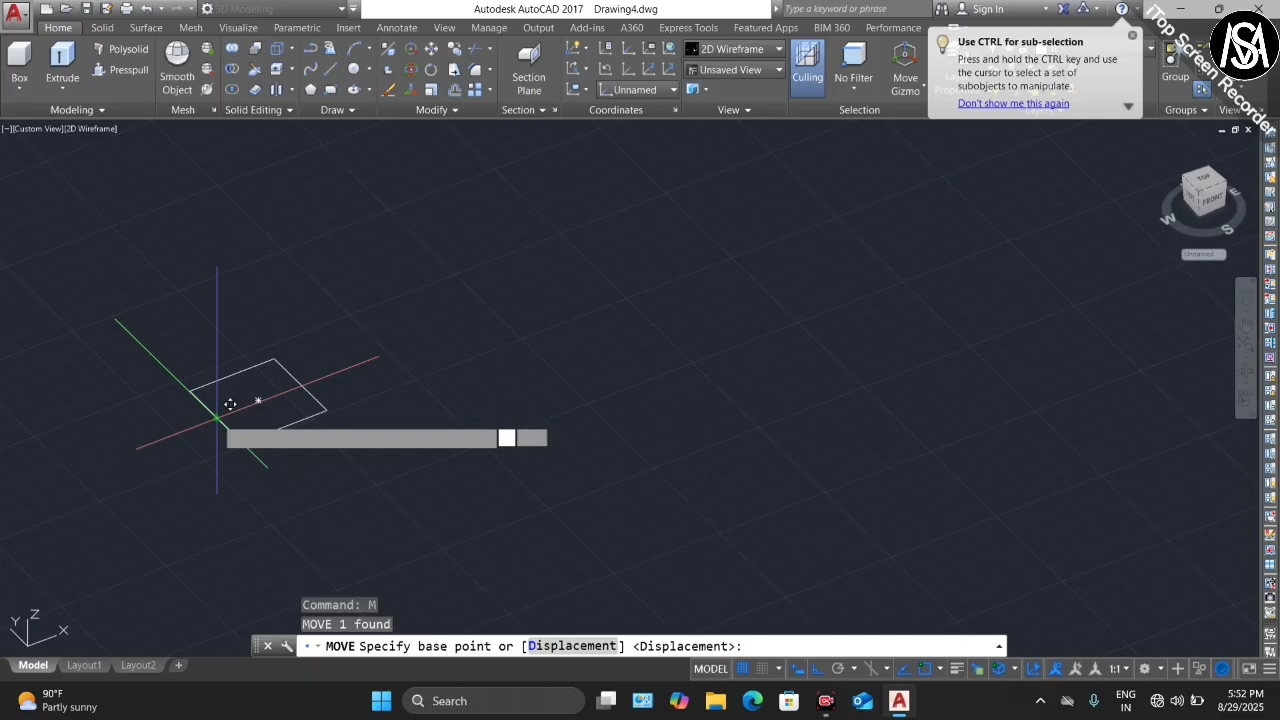 3D Modeling
Autodesk AutoCAD 2017 Drawing4.dwg
Type a keyword or phrase
Sign In
iTop Screen Recorder
Home Solid Surface Mesh Visualize Parametric Insert Annotate View Manage Output Add-ins A360 Express Tools Featured Apps BIM 360 Performance
Box
Extrude
Polysolid
Presspull
Smooth
Object
Section
Plane
2D Wireframe
Unsaved View
Unnamed
Culling
No Filter
Move
Gizmo
Group
Modeling Mesh Solid Editing Draw Modify Section Coordinates View Selection Groups View
Use CTRL for sub-selection
Press and hold the CTRL key and use
the cursor to select a set of
subobjects to manipulate.
Don't show me this again
[−][Custom View][2D Wireframe]
TOP
FRONT
E
W
S
Unnamed
Y
Z
X
Command: M
MOVE 1 found
MOVE Specify base point or [Displacement] <Displacement>:
Model Layout1 Layout2 +
MODEL
1:1
90°F
Partly sunny
Search
ENG
IN
5:52 PM
8/29/2025